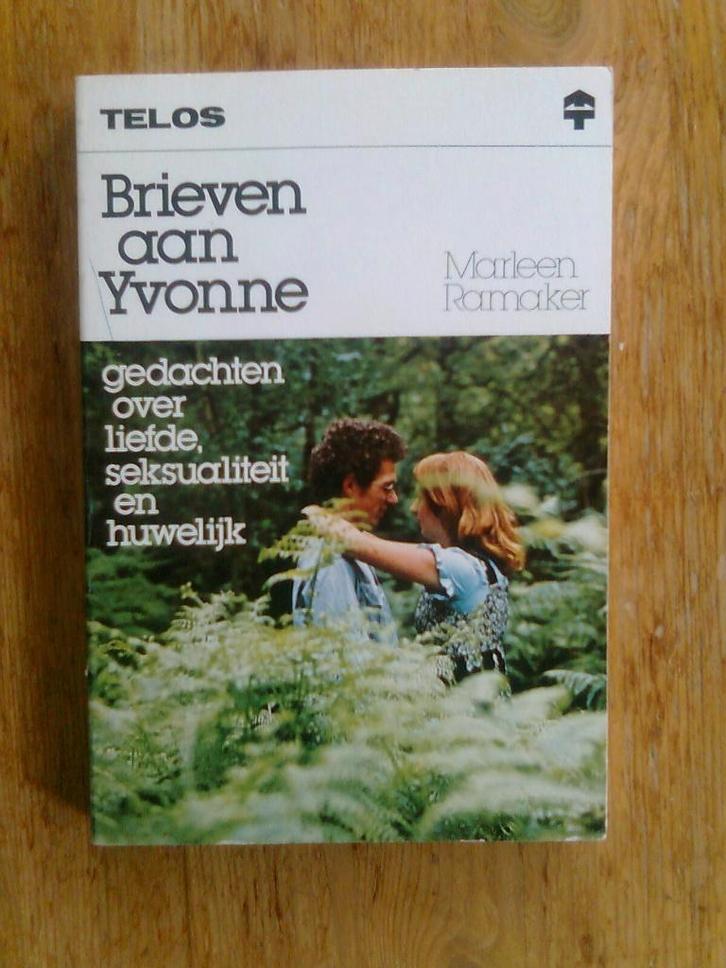 TELOS
Brieven
aan
Yvonne
Marleen
Ramaker
gedachten
over
liefde,
seksualiteit
en
huwelijk